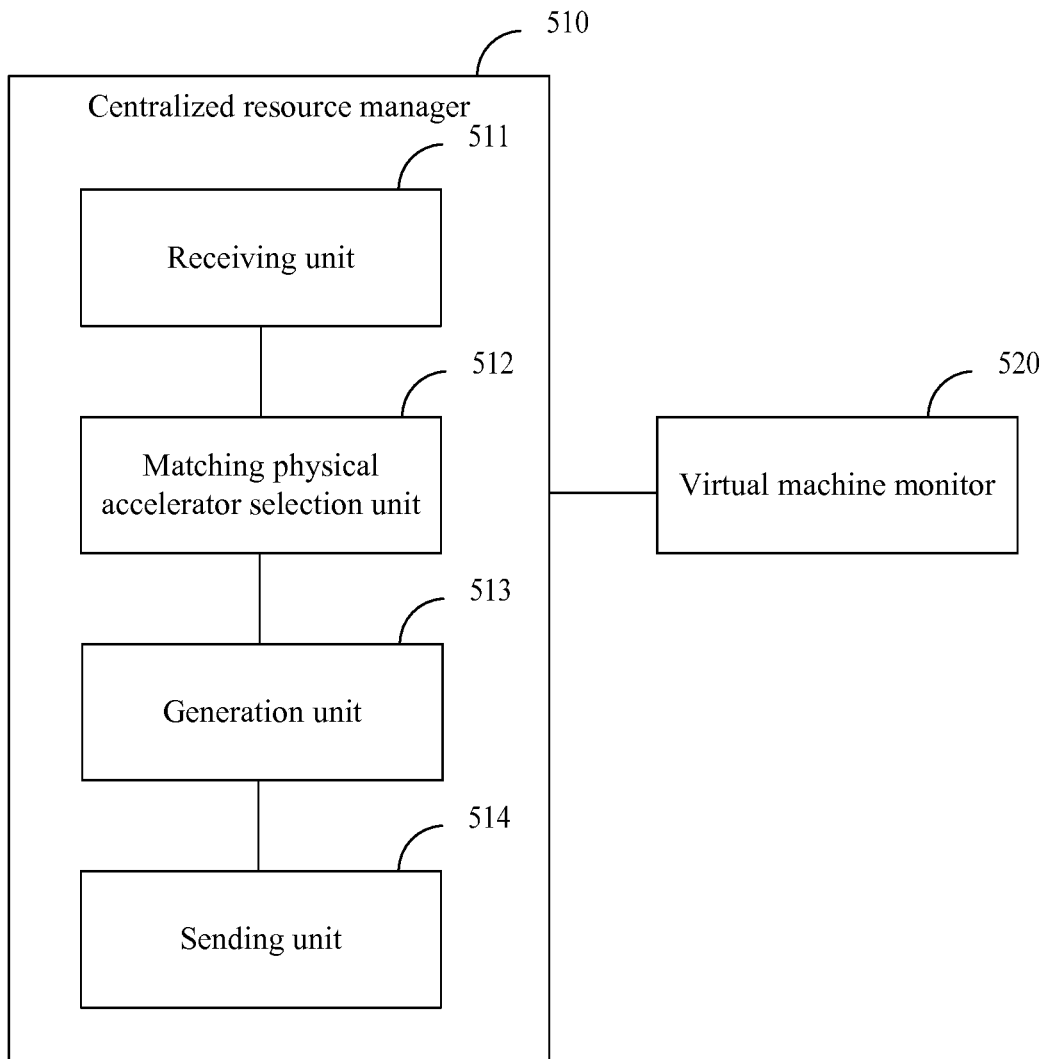 510
Centralized resource manager
511
Receiving unit
512
Matching physical
accelerator selection unit
520
Virtual machine monitor
513
Generation unit
514
Sending unit